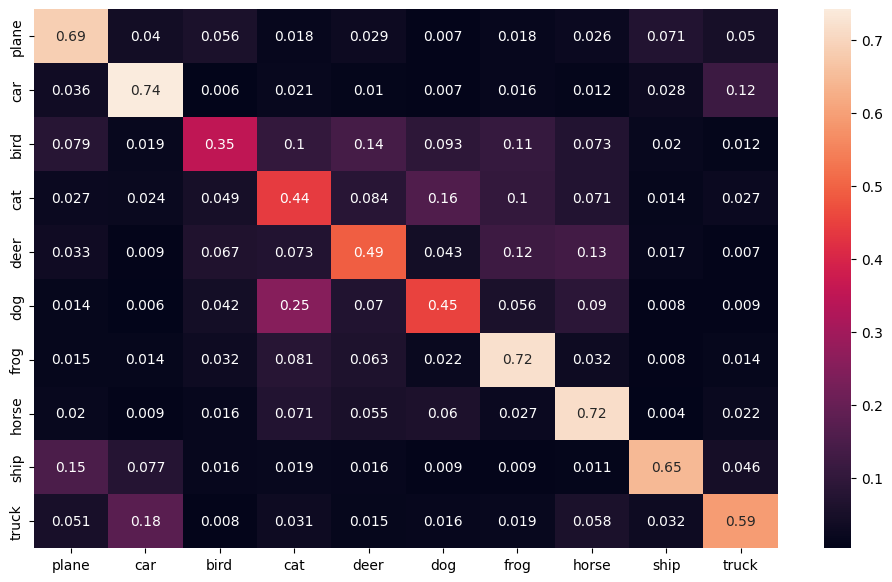 plane 0.69 0.04 0.056 0.018 0.029 0.007 0.018 0.026 0.071 0.05
car 0.036 0.74 0.006 0.021 0.01 0.007 0.016 0.012 0.028 0.12
bird 0.079 0.019 0.35 0.1 0.14 0.093 0.11 0.073 0.02 0.012
cat 0.027 0.024 0.049 0.44 0.084 0.16 0.1 0.071 0.014 0.027
deer 0.033 0.009 0.067 0.073 0.49 0.043 0.12 0.13 0.017 0.007
dog 0.014 0.006 0.042 0.25 0.07 0.45 0.056 0.09 0.008 0.009
frog 0.015 0.014 0.032 0.081 0.063 0.022 0.72 0.032 0.008 0.014
horse 0.02 0.009 0.016 0.071 0.055 0.06 0.027 0.72 0.004 0.022
ship 0.15 0.077 0.016 0.019 0.016 0.009 0.009 0.011 0.65 0.046
truck 0.051 0.18 0.008 0.031 0.015 0.016 0.019 0.058 0.032 0.59
plane car bird cat deer dog frog horse ship truck
0.7
0.6
0.5
0.4
0.3
0.2
0.1